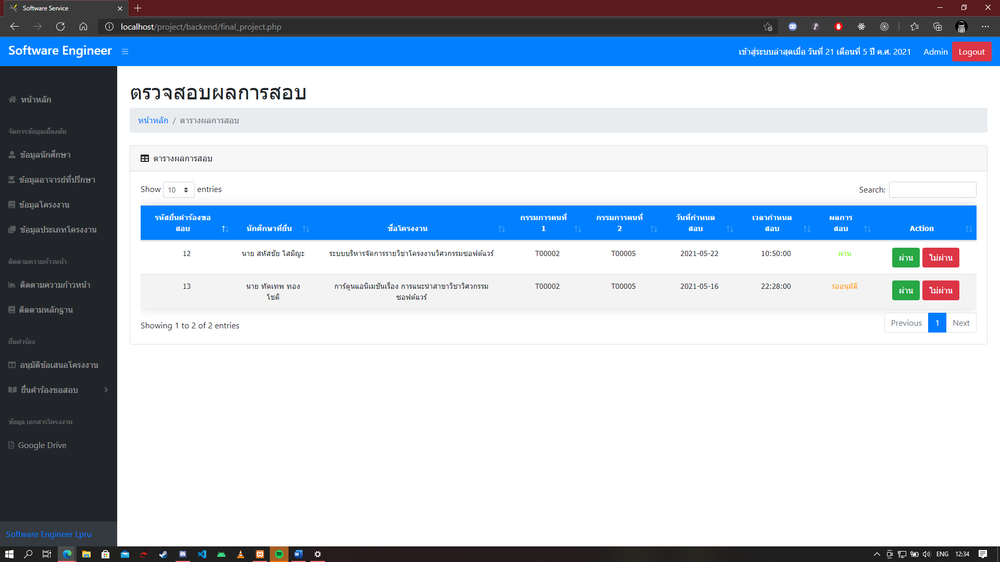 Software Service
localhost/project/backend/final_project.php
Software Engineer
เข้าสู่ระบบล่าสุดเมื่อ วันที่ 21 เดือนที่ 5 ปี ค.ศ. 2021 Admin Logout
หน้าหลัก
จัดการข้อมูลเบื้องต้น
ข้อมูลนักศึกษา
ข้อมูลอาจารย์ที่ปรึกษา
ข้อมูลโครงงาน
ข้อมูลประเภทโครงงาน
ติดตามความก้าวหน้า
ติดตามความก้าวหน้า
ติดตามหลักฐาน
ยื่นคำร้อง
อนุมัติข้อเสนอโครงงาน
ยื่นคำร้องขอสอบ
ข้อมูล เอกสารโครงงาน
Google Drive
Software Engineer Lpru
ตรวจสอบผลการสอบ
หน้าหลัก / ตารางผลการสอบ
ตารางผลการสอบ
Show 10 entries Search:
รหัสยื่นคำร้องขอ
สอบ
นักศึกษาที่ยื่น
ชื่อโครงงาน
กรรมการคนที่
1
กรรมการคนที่
2
วันที่กำหนด
สอบ
เวลากำหนด
สอบ
ผลการ
สอบ
Action
12 นาย สหัสชัย โสมิญะ ระบบบริหารจัดการรายวิชาโครงงานวิศวกรรมซอฟต์แวร์ T00002 T00005 2021-05-22 10:50:00 ผ่าน ผ่าน ไม่ผ่าน
13 นาย ทัตเทพ ทอง การ์ตูนแอนิเมชันเรื่อง การแนะนำสาขาวิชาวิศวกรรม T00002 T00005 2021-05-16 22:28:00 รออนุมัติ ผ่าน ไม่ผ่าน
โชติ ซอฟต์แวร์
Showing 1 to 2 of 2 entries Previous 1 Next
ENG 12:34